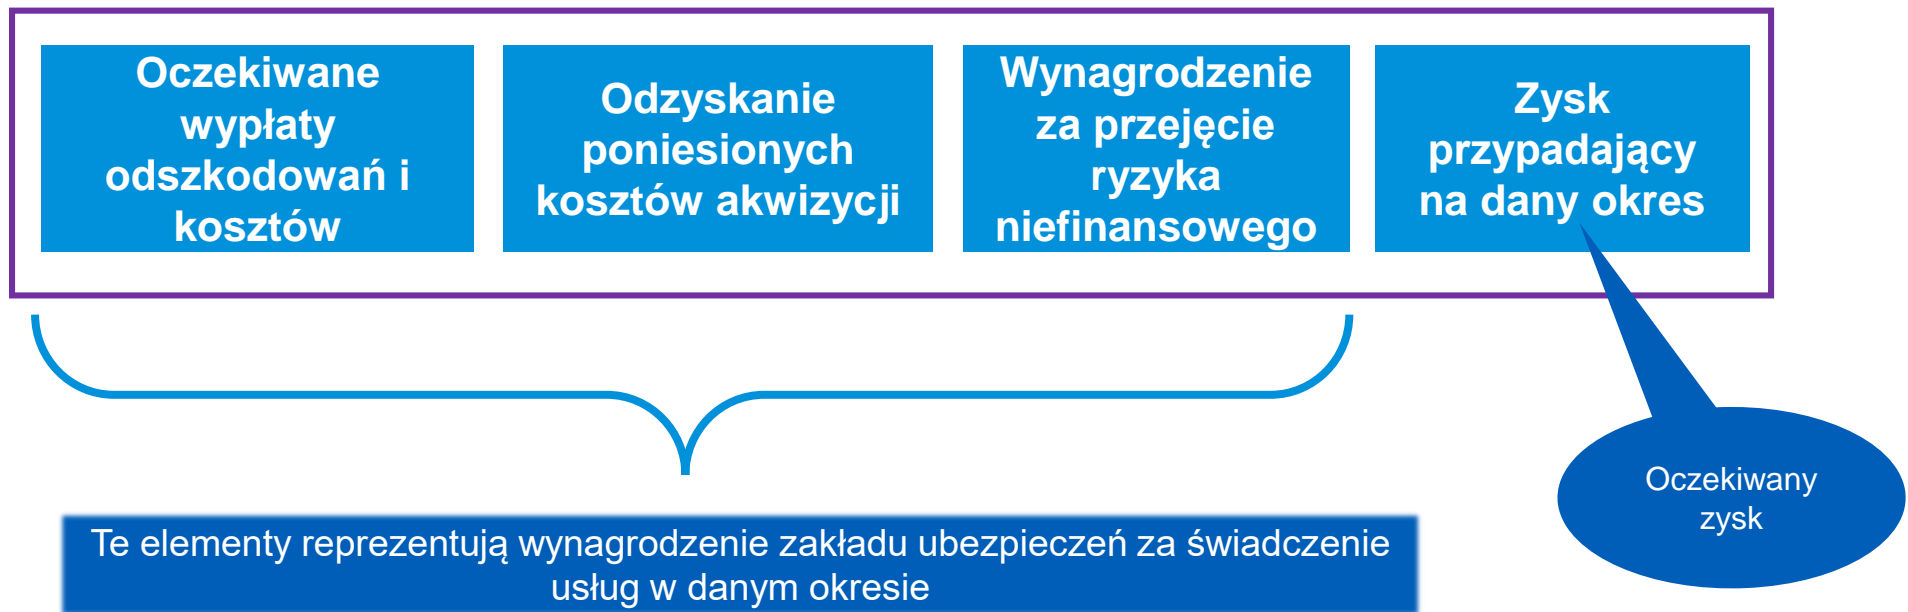 Oczekiwane
wypłaty
odszkodowań i
kosztów
Odzyskanie
poniesionych
kosztów akwizycji
Wynagrodzenie
za przejęcie
ryzyka
niefinansowego
Zysk
przypadający
na dany okres
Oczekiwany
zysk
Te elementy reprezentują wynagrodzenie zakładu ubezpieczeń za świadczenie
usług w danym okresie